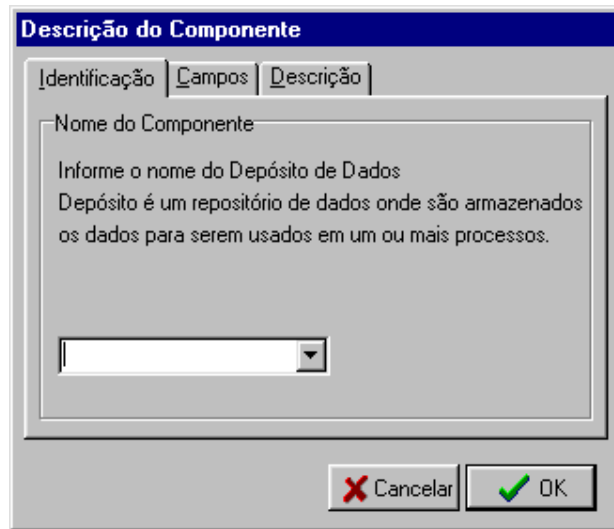 Descrição do Componente
Identificação Campos Descrição
Nome do Componente
Informe o nome do Depósito de Dados
Depósito é um repositório de dados onde são armazenados
os dados para serem usados em um ou mais processos.
Cancelar OK